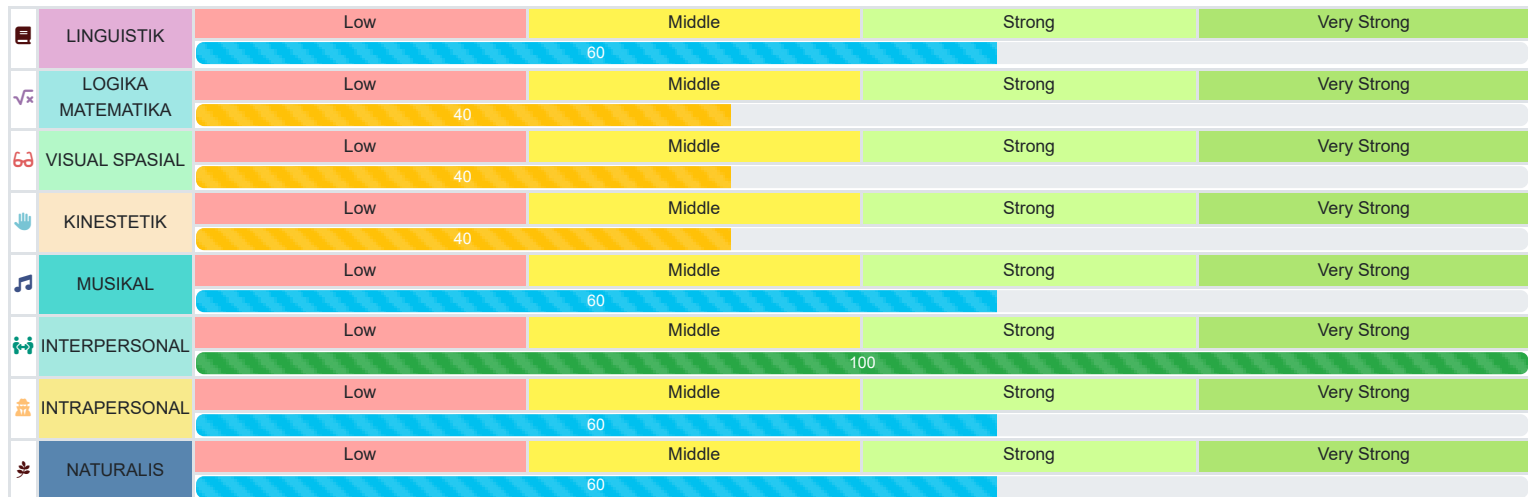 LINGUISTIK
Low Middle Strong Very Strong
60
LOGIKA
MATEMATIKA
Low Middle Strong Very Strong
40
VISUAL SPASIAL
Low Middle Strong Very Strong
40
KINESTETIK
Low Middle Strong Very Strong
40
MUSIKAL
Low Middle Strong Very Strong
60
INTERPERSONAL
Low Middle Strong Very Strong
100
INTRAPERSONAL
Low Middle Strong Very Strong
60
NATURALIS
Low Middle Strong Very Strong
60